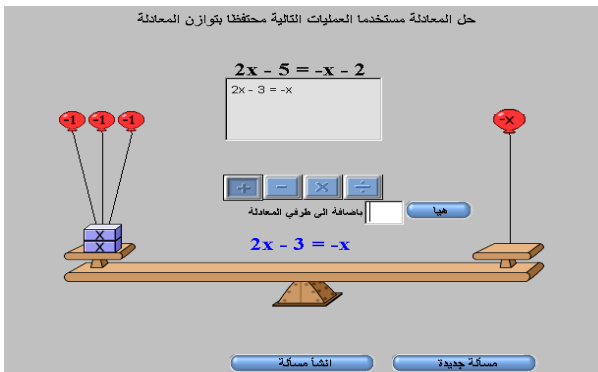 حل المعادلة مستخدما العمليات التالية محتفظا بتوازن المعادلة
2x - 5 = -x - 2
2x - 3 = -x
-1 -1 -1
-x
+ - × ÷
باضافة الى طرفي المعادلة
هيا
X
X
2x - 3 = -x
انشأ مسألة
مسألة جديدة